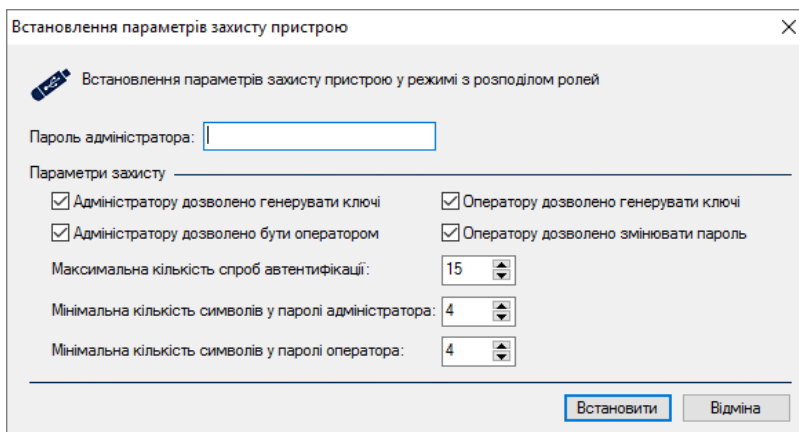 Встановлення параметрів захисту пристрою
Встановлення параметрів захисту пристрою у режимі з розподілом ролей
Пароль адміністратора:
Параметри захисту
Адміністратору дозволено генерувати ключі
Оператору дозволено генерувати ключі
Адміністратору дозволено бути оператором
Оператору дозволено змінювати пароль
Максимальна кількість спроб автентифікації: 15
Мінімальна кількість символів у паролі адміністратора: 4
Мінімальна кількість символів у паролі оператора: 4
Встановити Відміна